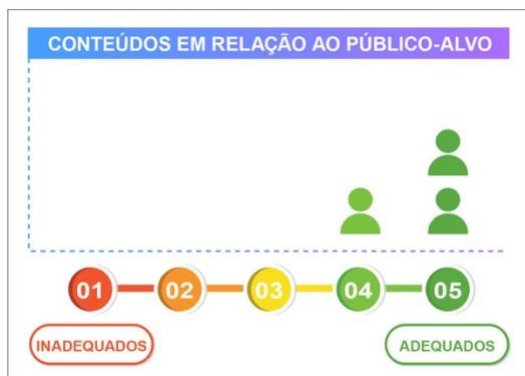 CONTEÚDOS EM RELAÇÃO AO PÚBLICO-ALVO
01 02 03 04 05
INADEQUADOS ADEQUADOS